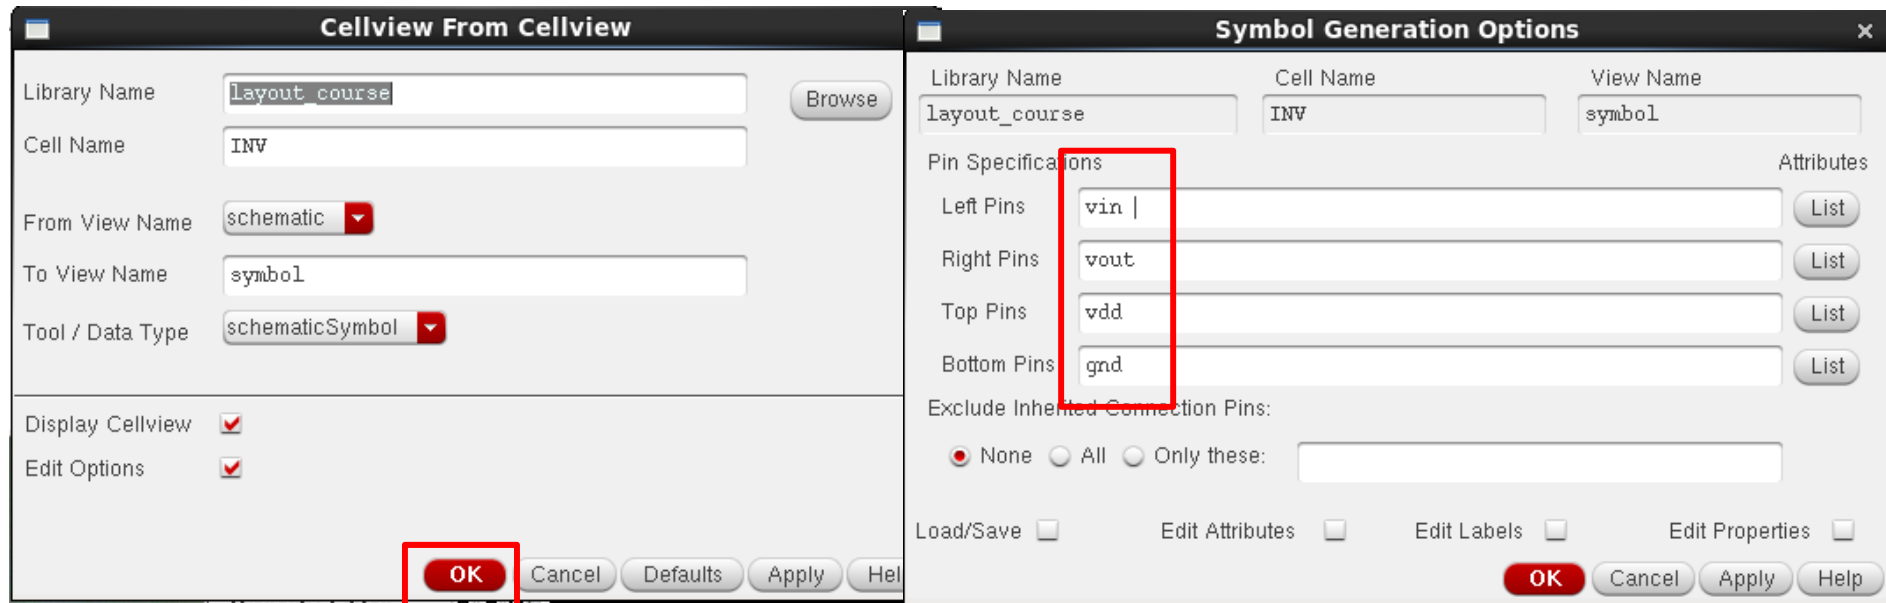 Cellview From Cellview
Library Name layout_course Browse
Cell Name INV
From View Name schematic
To View Name symbol
Tool / Data Type schematicSymbol
Display Cellview
Edit Options
OK Cancel Defaults Apply Hel
Symbol Generation Options
Library Name Cell Name View Name
layout_course INV symbol
Pin Specifications Attributes
Left Pins vin List
Right Pins vout List
Top Pins vdd List
Bottom Pins gnd List
Exclude Inherited Connection Pins:
None All Only these:
Load/Save Edit Attributes Edit Labels Edit Properties
OK Cancel Apply Help